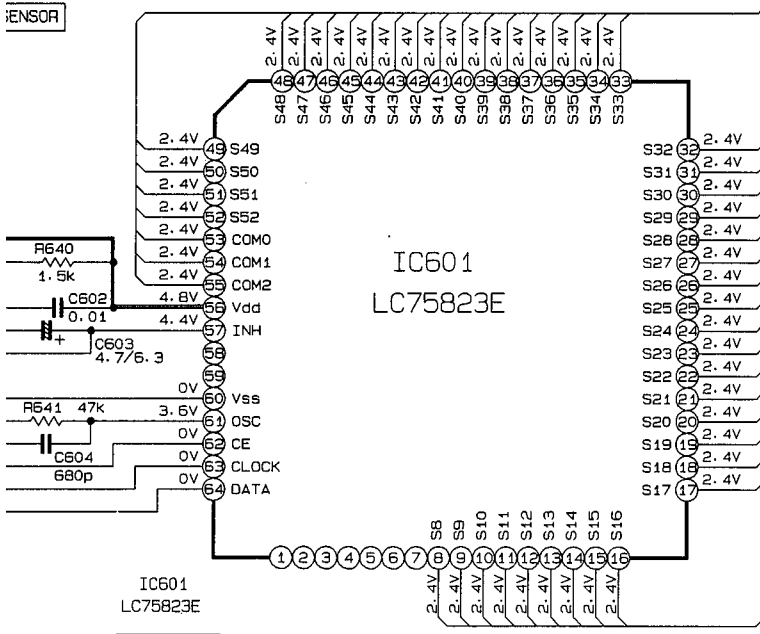 SENSOR
2.4V 2.4V 2.4V 2.4V 2.4V 2.4V 2.4V 2.4V 2.4V 2.4V 2.4V 2.4V 2.4V 2.4V 2.4V 2.4V
48 47 46 45 44 43 42 41 40 39 38 37 36 35 34 33
S48 S47 S46 S45 S44 S43 S42 S41 S40 S39 S38 S37 S36 S35 S34 S33
2.4V 49 S49
2.4V 50 S50
2.4V 51 S51
2.4V 52 S52
2.4V 53 COM0
2.4V 54 COM1
2.4V 55 COM2
4.8V 56 Vdd
4.4V 57 INH
58
59
0V 60 Vss
3.6V 61 OSC
0V 62 CE
0V 63 CLOCK
0V 64 DATA
R640
1.5k
C602
0.01
C603
+
4.7/6.3
R641 47k
C604
680p
IC601
LC75823E
S32 32 2.4V
S31 31 2.4V
S30 30 2.4V
S29 29 2.4V
S28 28 2.4V
S27 27 2.4V
S26 26 2.4V
S25 25 2.4V
S24 24 2.4V
S23 23 2.4V
S22 22 2.4V
S21 21 2.4V
S20 20 2.4V
S19 19 2.4V
S18 18 2.4V
S17 17 2.4V
S8 S9 S10 S11 S12 S13 S14 S15 S16
1 2 3 4 5 6 7 8 9 10 11 12 13 14 15 16
2.4V 2.4V 2.4V 2.4V 2.4V 2.4V 2.4V 2.4V 2.4V
IC601
LC75823E